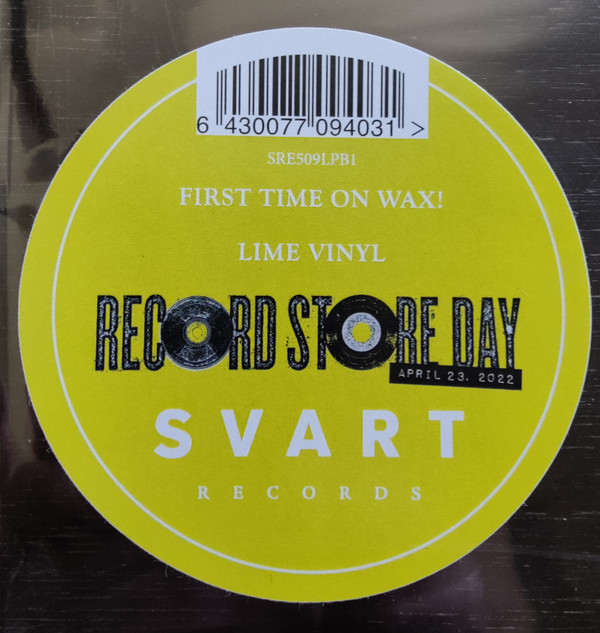 6 430077 094031 >
SRE509LPB1
FIRST TIME ON WAX!
LIME VINYL
RECORD STORE DAY
APRIL 23. 2022
SVART
RECORDS